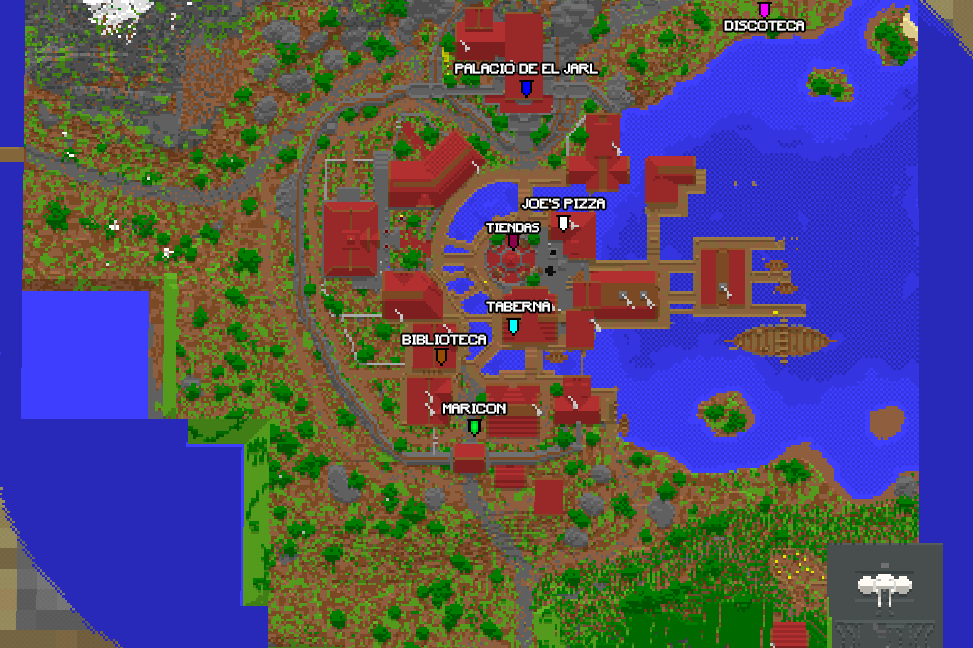 DISCOTECA
PALACIO DE EL JARL
JOE'S PIZZA
TIENDAS
TABERNA
BIBLIOTECA
MARICON